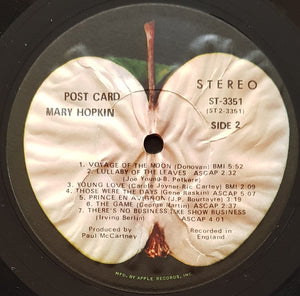 POST CARD
MARY HOPKIN
STEREO
ST-3351
(ST2-3351)
SIDE 2
1. VOYAGE OF THE MOON (Donovan) BMI 5:52
2. LULLABY OF THE LEAVES ASCAP 2:32
(Joe Young-B. Petkere)
3. YOUNG LOVE (Carole Joyner-Ric Cartey) BMI 2:09
4. THOSE WERE THE DAYS (Gene Raskin) ASCAP 5:05
5. PRINCE EN AVIGNON (J.P. Bourtayre) 3:19
6. THE GAME (George Martin) ASCAP 2:37
7. THERE'S NO BUSINESS LIKE SHOW BUSINESS
(Irving Berlin) ASCAP 4:01
Produced by
Paul McCartney
Recorded in
England
MFD. BY APPLE RECORDS, INC.